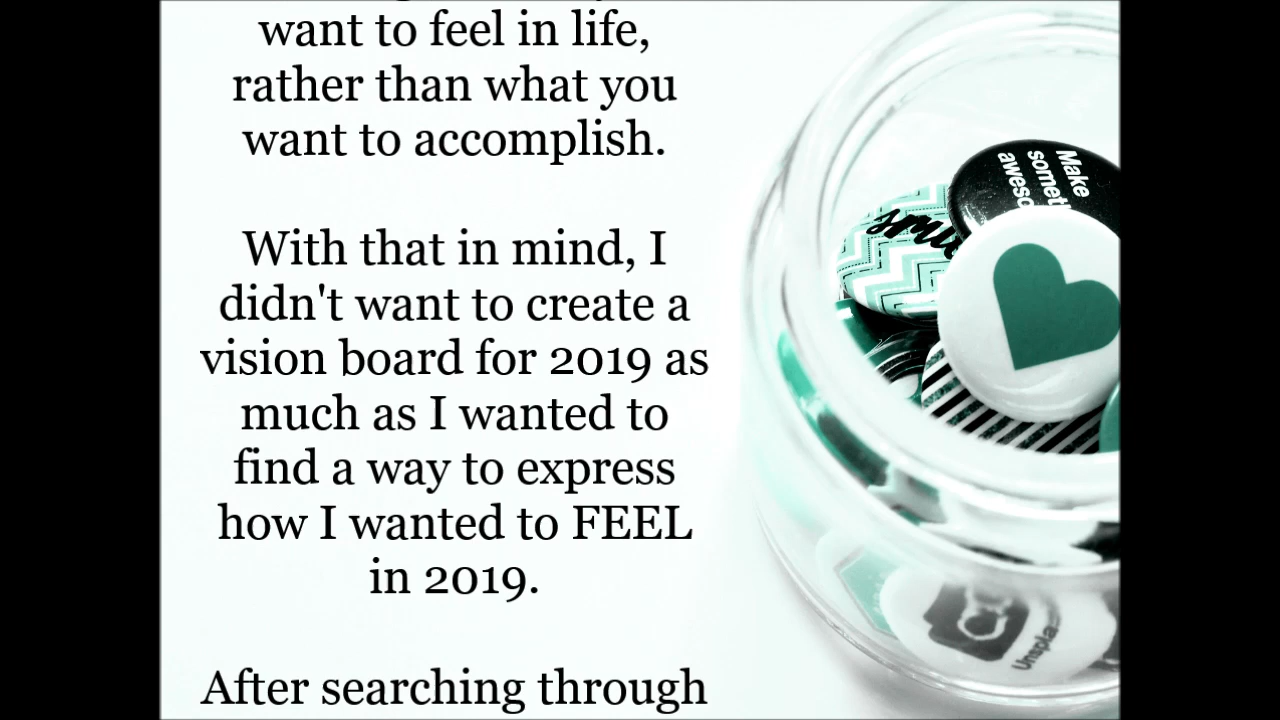 want to feel in life,
rather than what you
want to accomplish.
With that in mind, I
didn't want to create a
vision board for 2019 as
much as I wanted to
find a way to express
how I wanted to FEEL
in 2019.
After searching through
Make